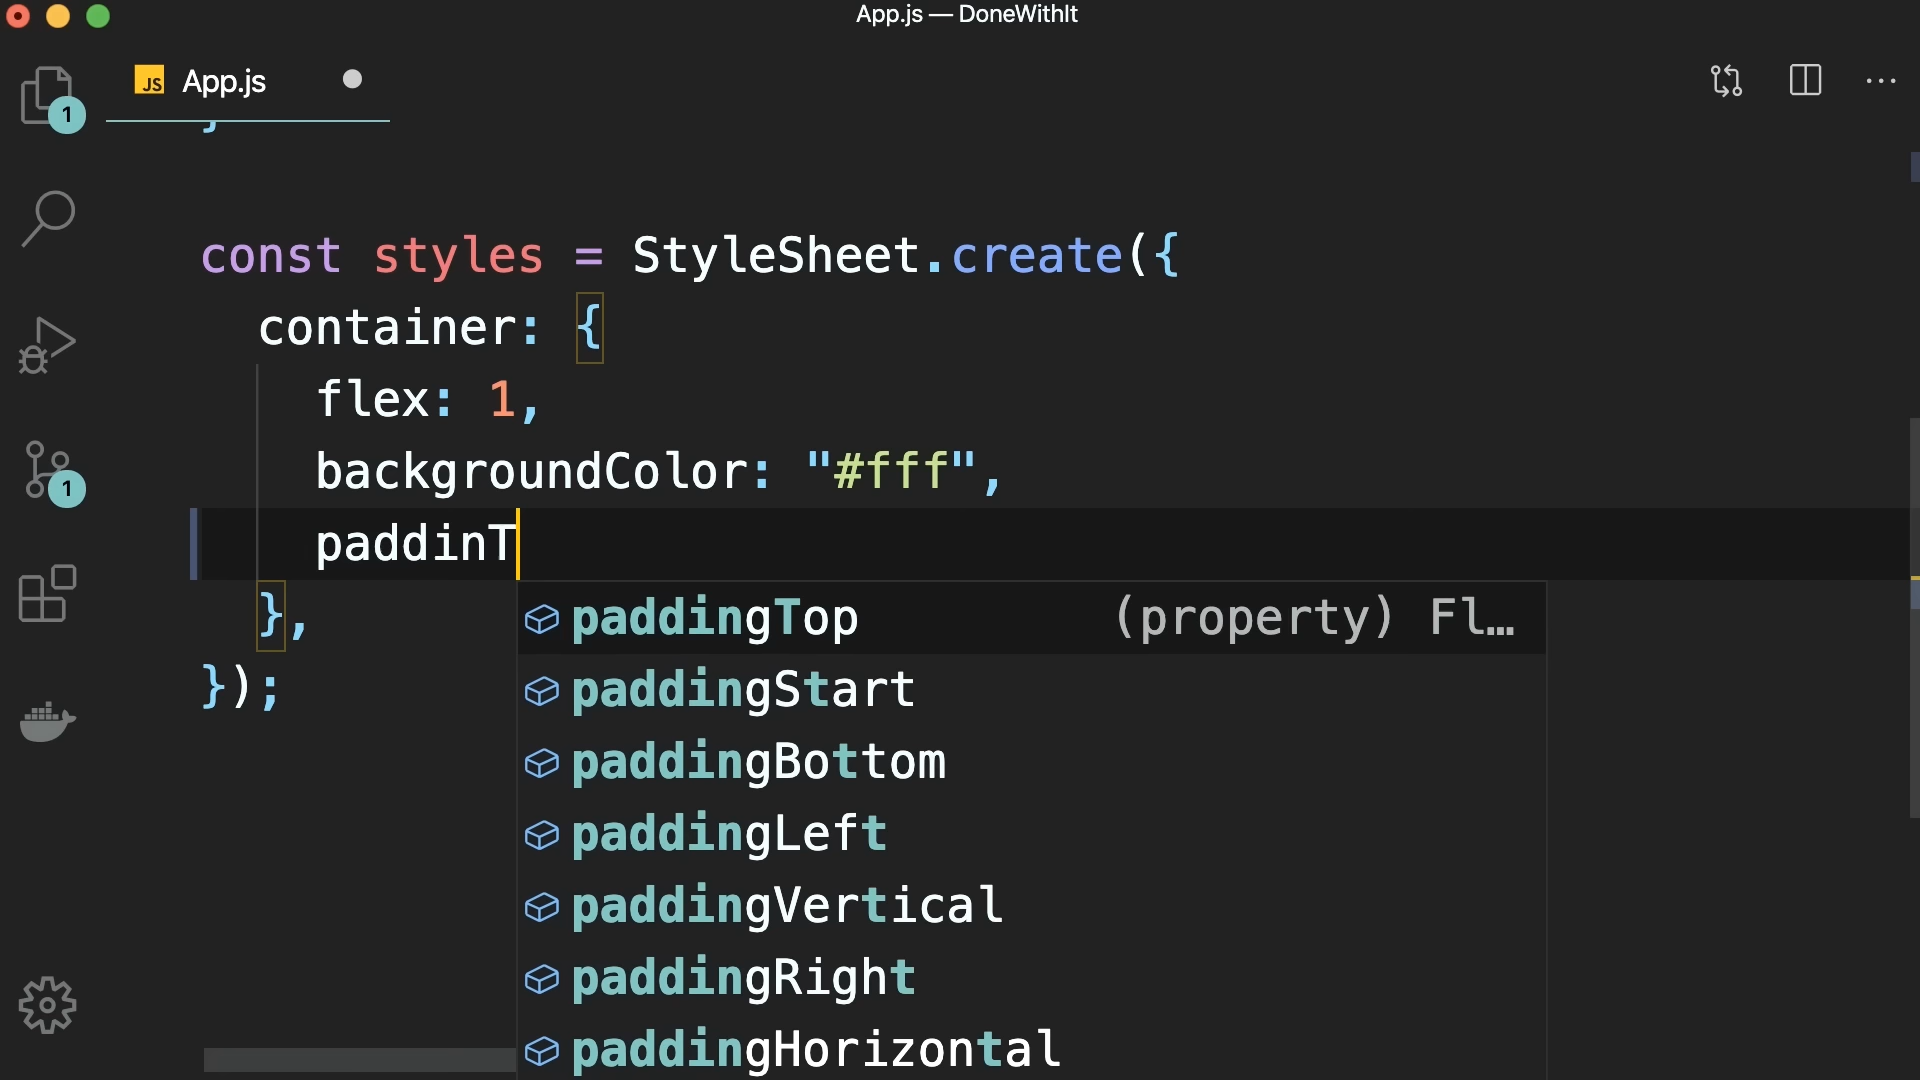 App.js — DoneWithIt
JS App.js
1
}
const styles = StyleSheet.create({
container: {
flex: 1,
backgroundColor: "#fff",
paddinT
},
});
1
paddingTop (property) Fl…
paddingStart
paddingBottom
paddingLeft
paddingVertical
paddingRight
paddingHorizontal